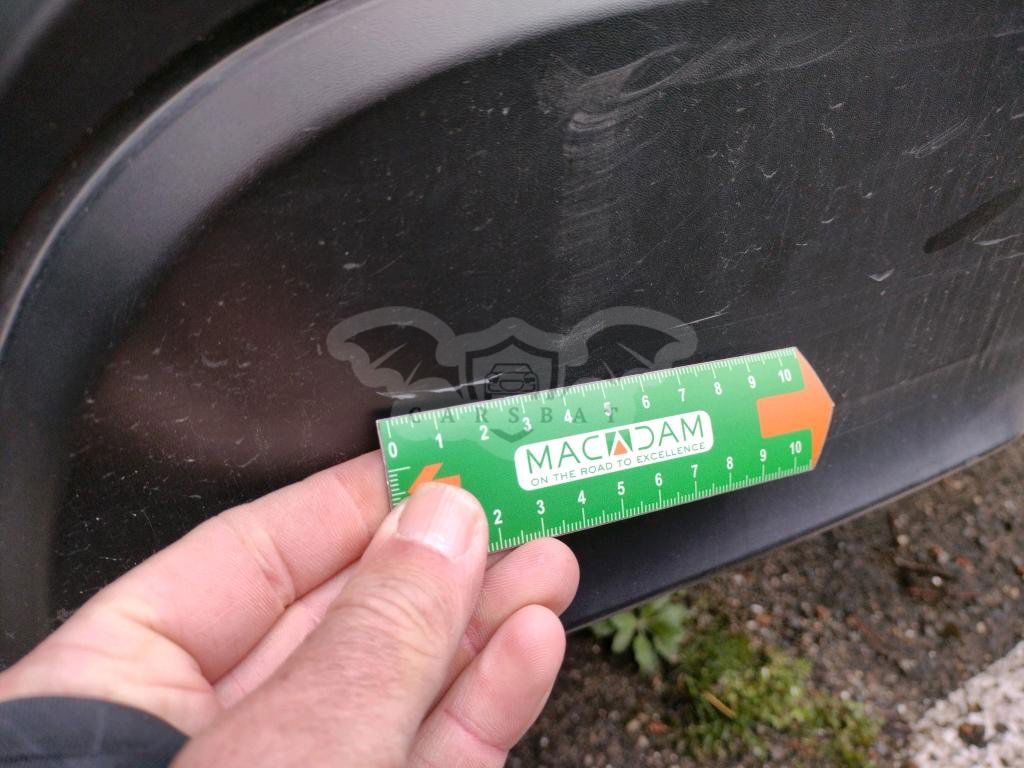 CARSBAT
0 1 2 3 4 5 6 7 8 9 10
MACADAM
ON THE ROAD TO EXCELLENCE
2 3 4 5 6 7 8 9 10